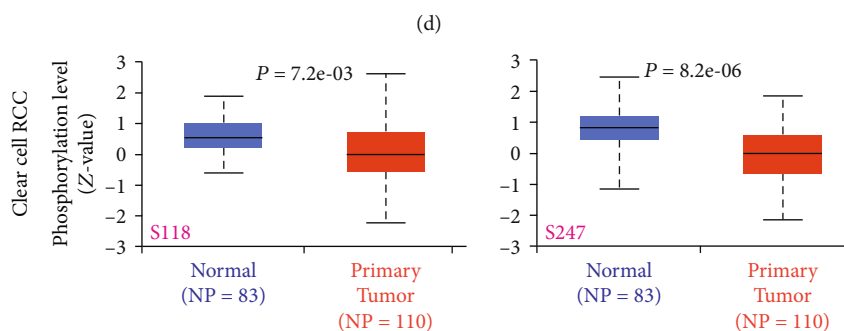 (d)
Clear cell RCC
Phosphorylation level
(Z-value)
3
2
1
0
–1
–2
–3
P = 7.2e-03
S118
Normal
(NP = 83)
Primary
Tumor
(NP = 110)
3
2
1
0
–1
–2
–3
P = 8.2e-06
S247
Normal
(NP = 83)
Primary
Tumor
(NP = 110)